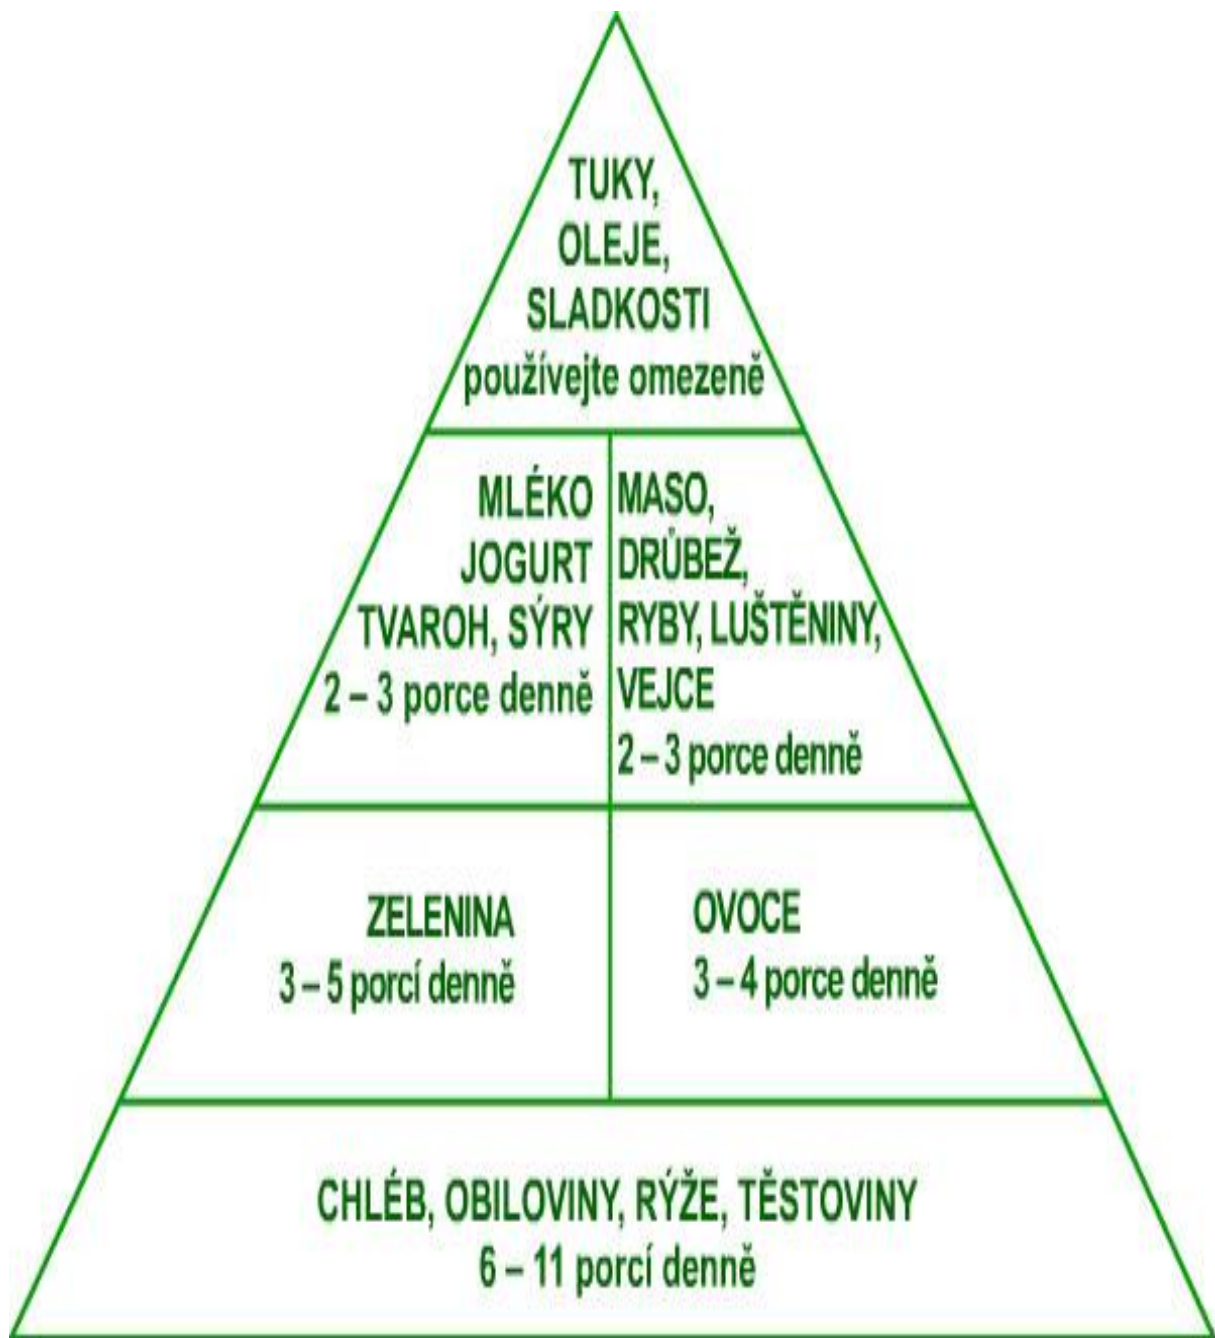 TUKY,
OLEJE,
SLADKOSTI
používejte omezeně
MLÉKO
JOGURT
TVAROH, SÝRY
2 – 3 porce denně
MASO,
DRŮBEŽ,
RYBY, LUŠTĚNINY,
VEJCE
2 – 3 porce denně
ZELENINA
3 – 5 porcí denně
OVOCE
3 – 4 porce denně
CHLÉB, OBILOVINY, RÝŽE, TĚSTOVINY
6 – 11 porcí denně